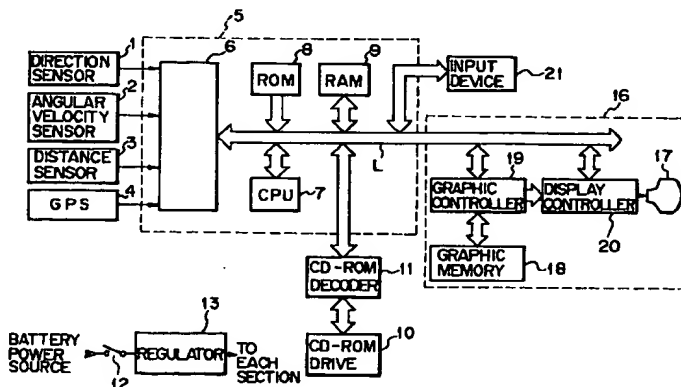 5
1
DIRECTION
SENSOR
2
ANGULAR
VELOCITY
SENSOR
3
DISTANCE
SENSOR
4
GPS
6
8
ROM
9
RAM
INPUT
DEVICE
21
16
L
CPU
7
19
GRAPHIC
CONTROLLER
17
DISPLAY
CONTROLLER
20
GRAPHIC
MEMORY
18
CD-ROM
DECODER
11
CD-ROM
DRIVE
10
BATTERY
POWER
SOURCE
12
13
REGULATOR
TO
EACH
SECTION